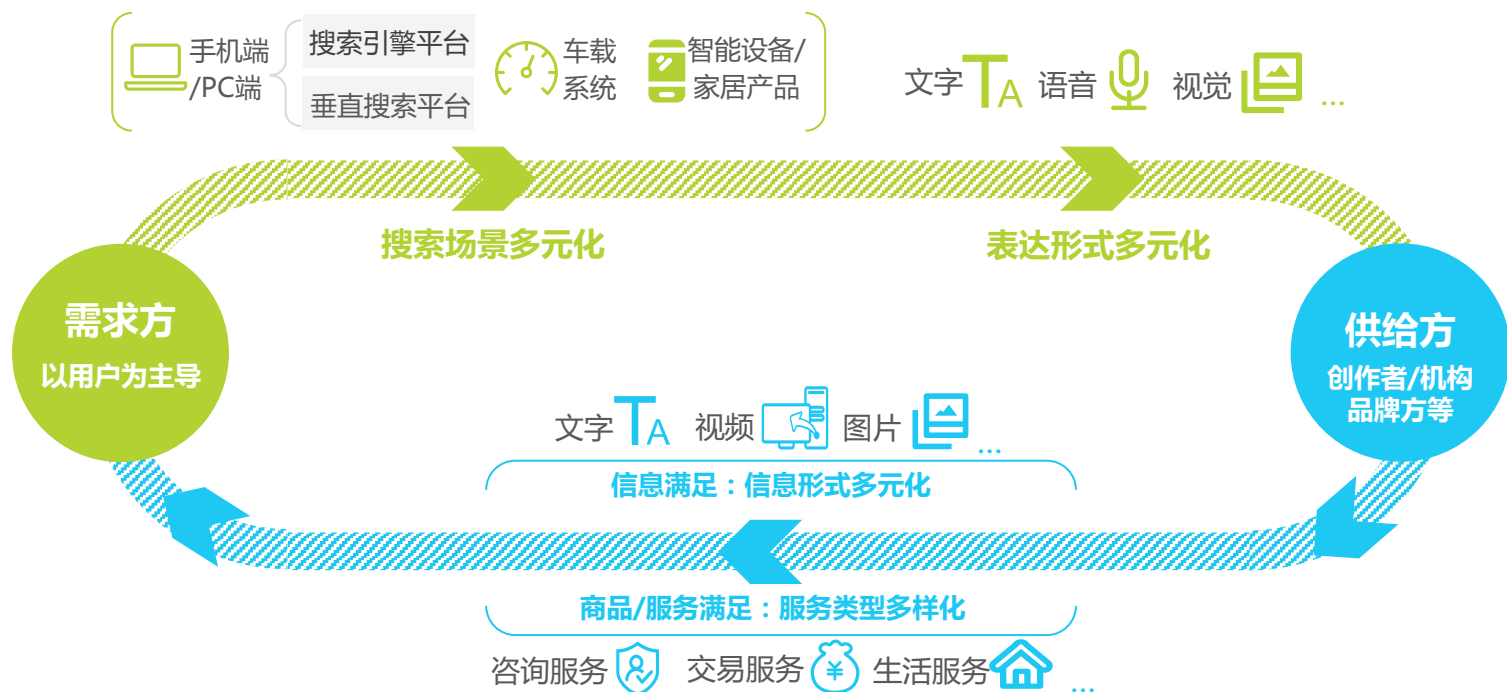 手机端
/PC端
搜索引擎平台
垂直搜索平台
车载
系统
智能设备/
家居产品
文字
TA
语音
视觉
...
搜索场景多元化
表达形式多元化
需求方
以用户为主导
供给方
创作者/机构
品牌方等
文字
TA
视频
图片
...
信息满足：信息形式多元化
商品/服务满足：服务类型多样化
咨询服务
交易服务
¥
生活服务
...